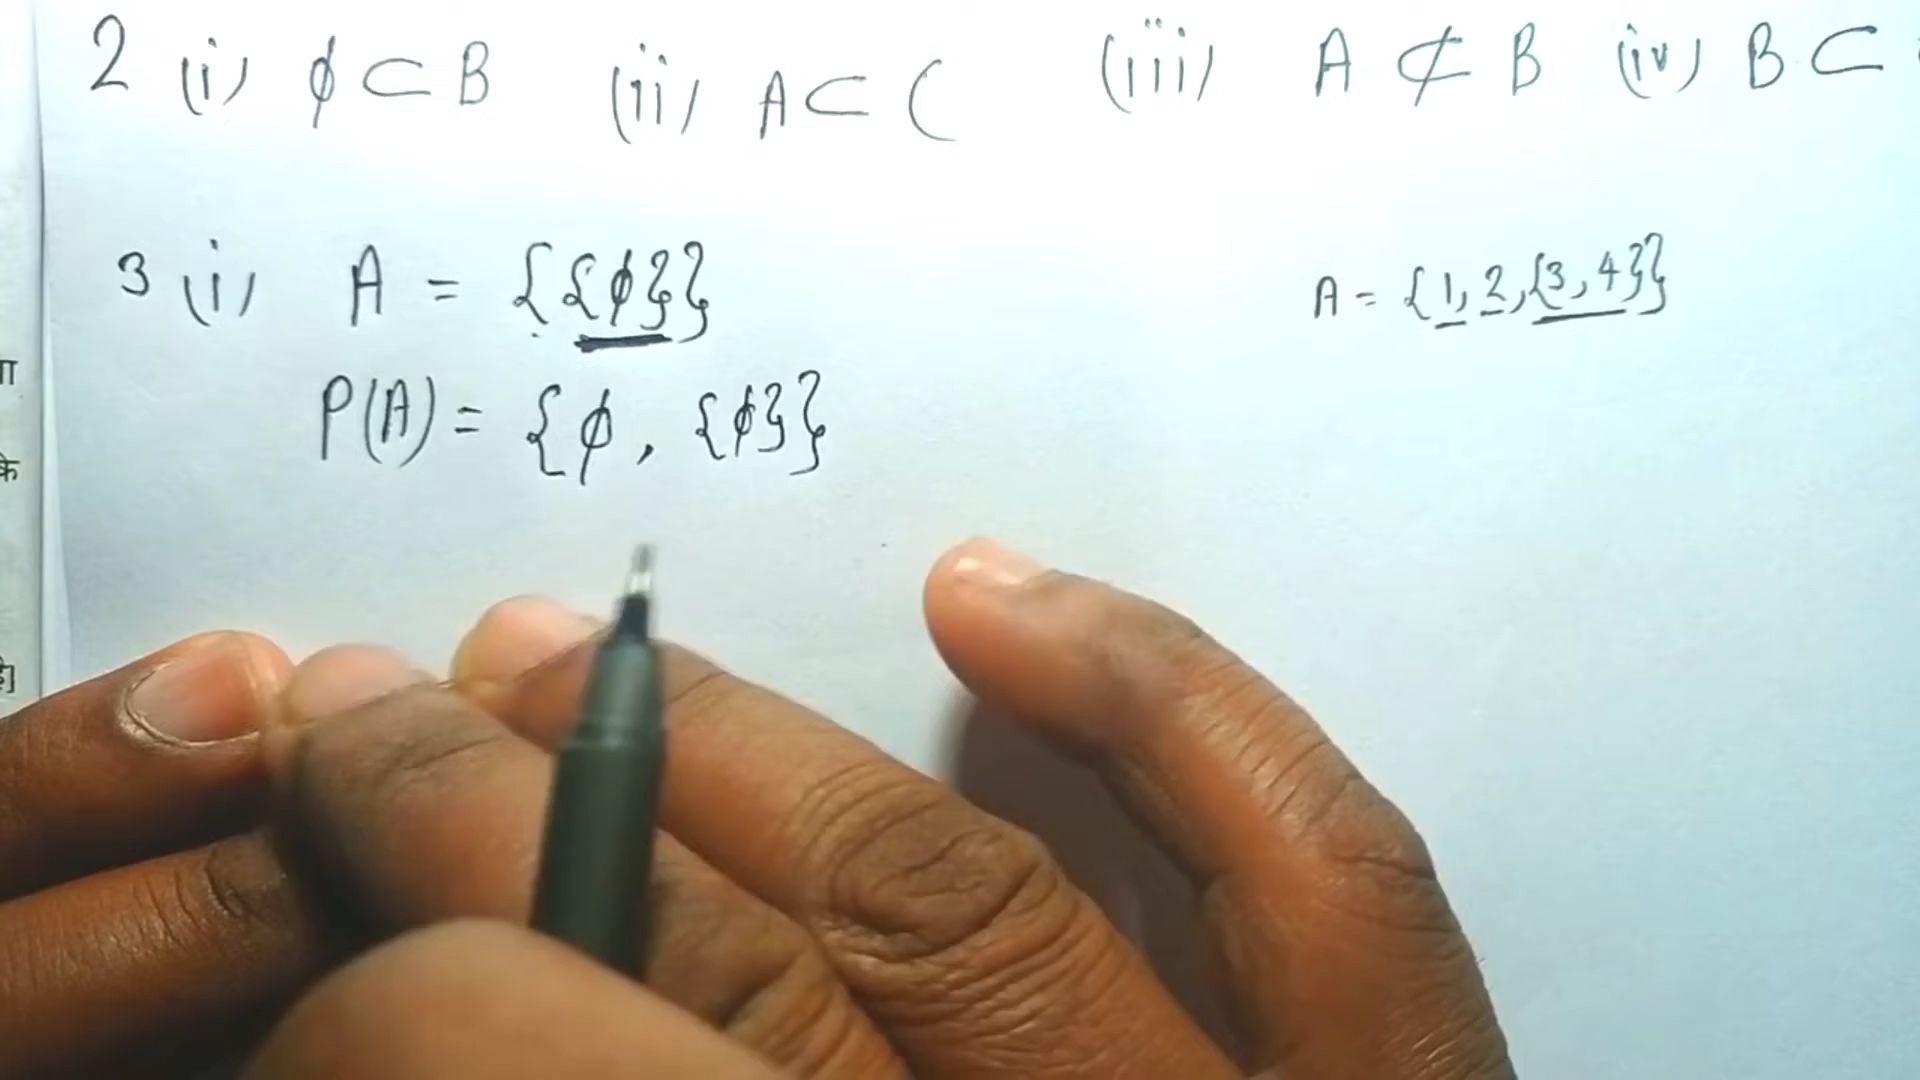 2 (i) ϕ ⊂ B (ii) A ⊂ C (iii) A ⊄ B (iv) B ⊂
3 (i) A = {{ϕ}}
A = {1, 2, {3, 4}}
P(A) = {ϕ, {ϕ}}
के